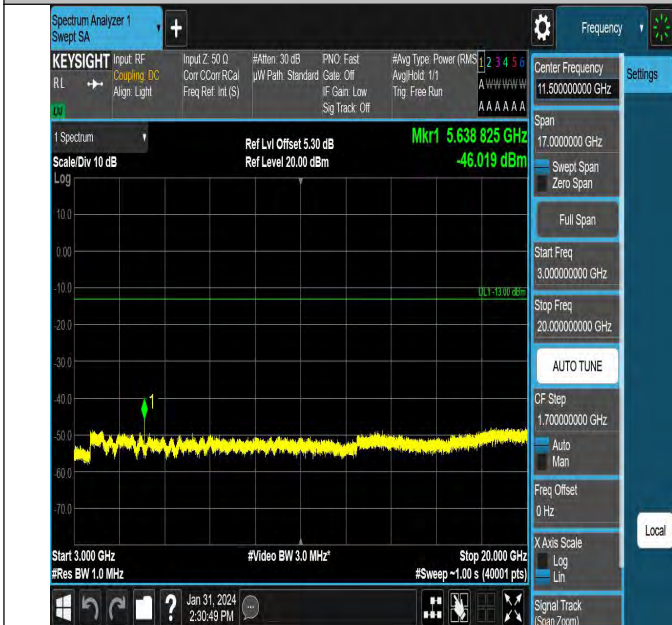 Spectrum Analyzer 1
Swept SA
+
Frequency
Settings
KEYSIGHT
RL
Input: RF
Coupling: DC
Align: Light
Input Z: 50 Ω
Corr CCorr RCal
Freq Ref: Int (S)
#Atten: 30 dB
µW Path: Standard
PNO: Fast
Gate: Off
IF Gain: Low
Sig Track: Off
#Avg Type: Power (RMS
Avg|Hold: 1/1
Trig: Free Run
1 2 3 4 5 6
A W W W W W
A A A A A A
1 Spectrum
Scale/Div 10 dB
Log
Ref Lvl Offset 5.30 dB
Ref Level 20.00 dBm
Mkr1 5.638 825 GHz
-46.019 dBm
10.0
0.00
-10.0
DL1 -13.00 dBm
-20.0
-30.0
-40.0
1
-50.0
-60.0
-70.0
Start 3.000 GHz
#Res BW 1.0 MHz
#Video BW 3.0 MHz*
Stop 20.000 GHz
#Sweep ~1.00 s (40001 pts)
Center Frequency
11.500000000 GHz
Span
17.0000000 GHz
Swept Span
Zero Span
Full Span
Start Freq
3.000000000 GHz
Stop Freq
20.000000000 GHz
AUTO TUNE
CF Step
1.700000000 GHz
Auto
Man
Freq Offset
0 Hz
X Axis Scale
Log
Lin
Signal Track
(Span Zoom)
Local
?
Jan 31, 2024
2:30:49 PM